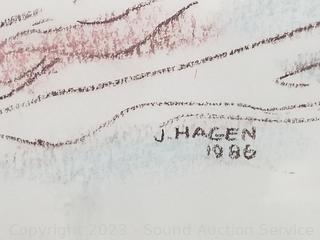 J. HAGEN
1986
Copyright 2023 - Sound Auction Service